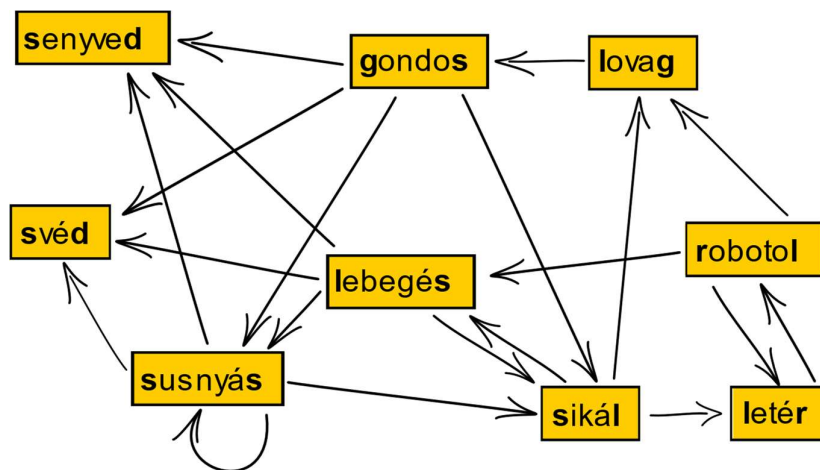 senyved
gondos
lovag
svéd
lebegés
robotol
susnyás
sikál
letér